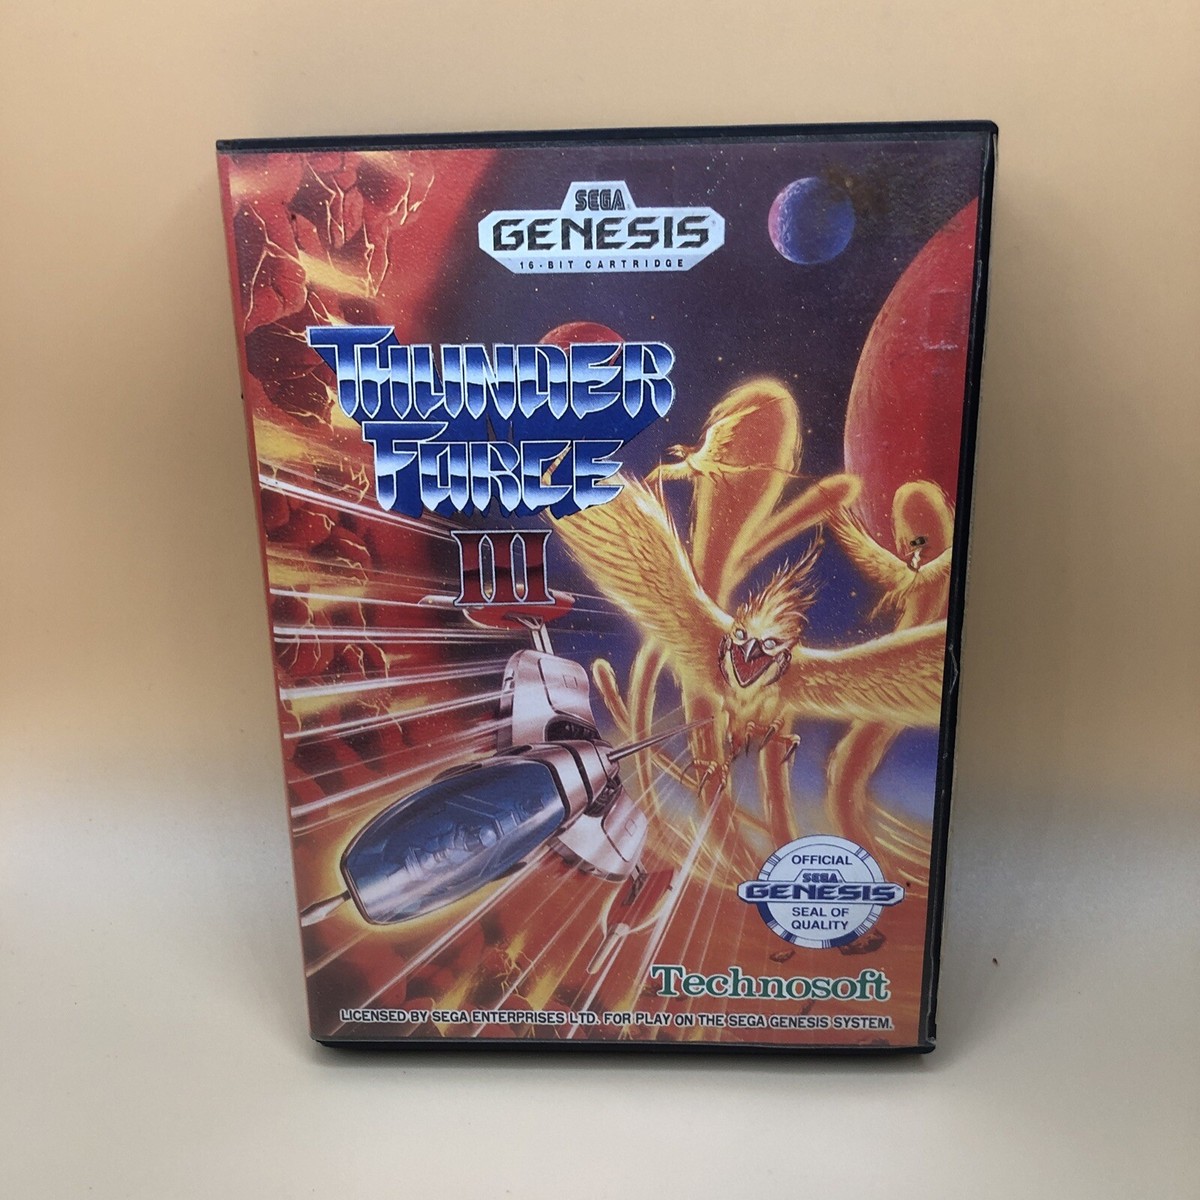 SEGA
GENESIS
16-BIT CARTRIDGE
THUNDER
FORCE
III
OFFICIAL
SEGA
GENESIS
SEAL OF
QUALITY
Technosoft
LICENSED BY SEGA ENTERPRISES LTD. FOR PLAY ON THE SEGA GENESIS SYSTEM.